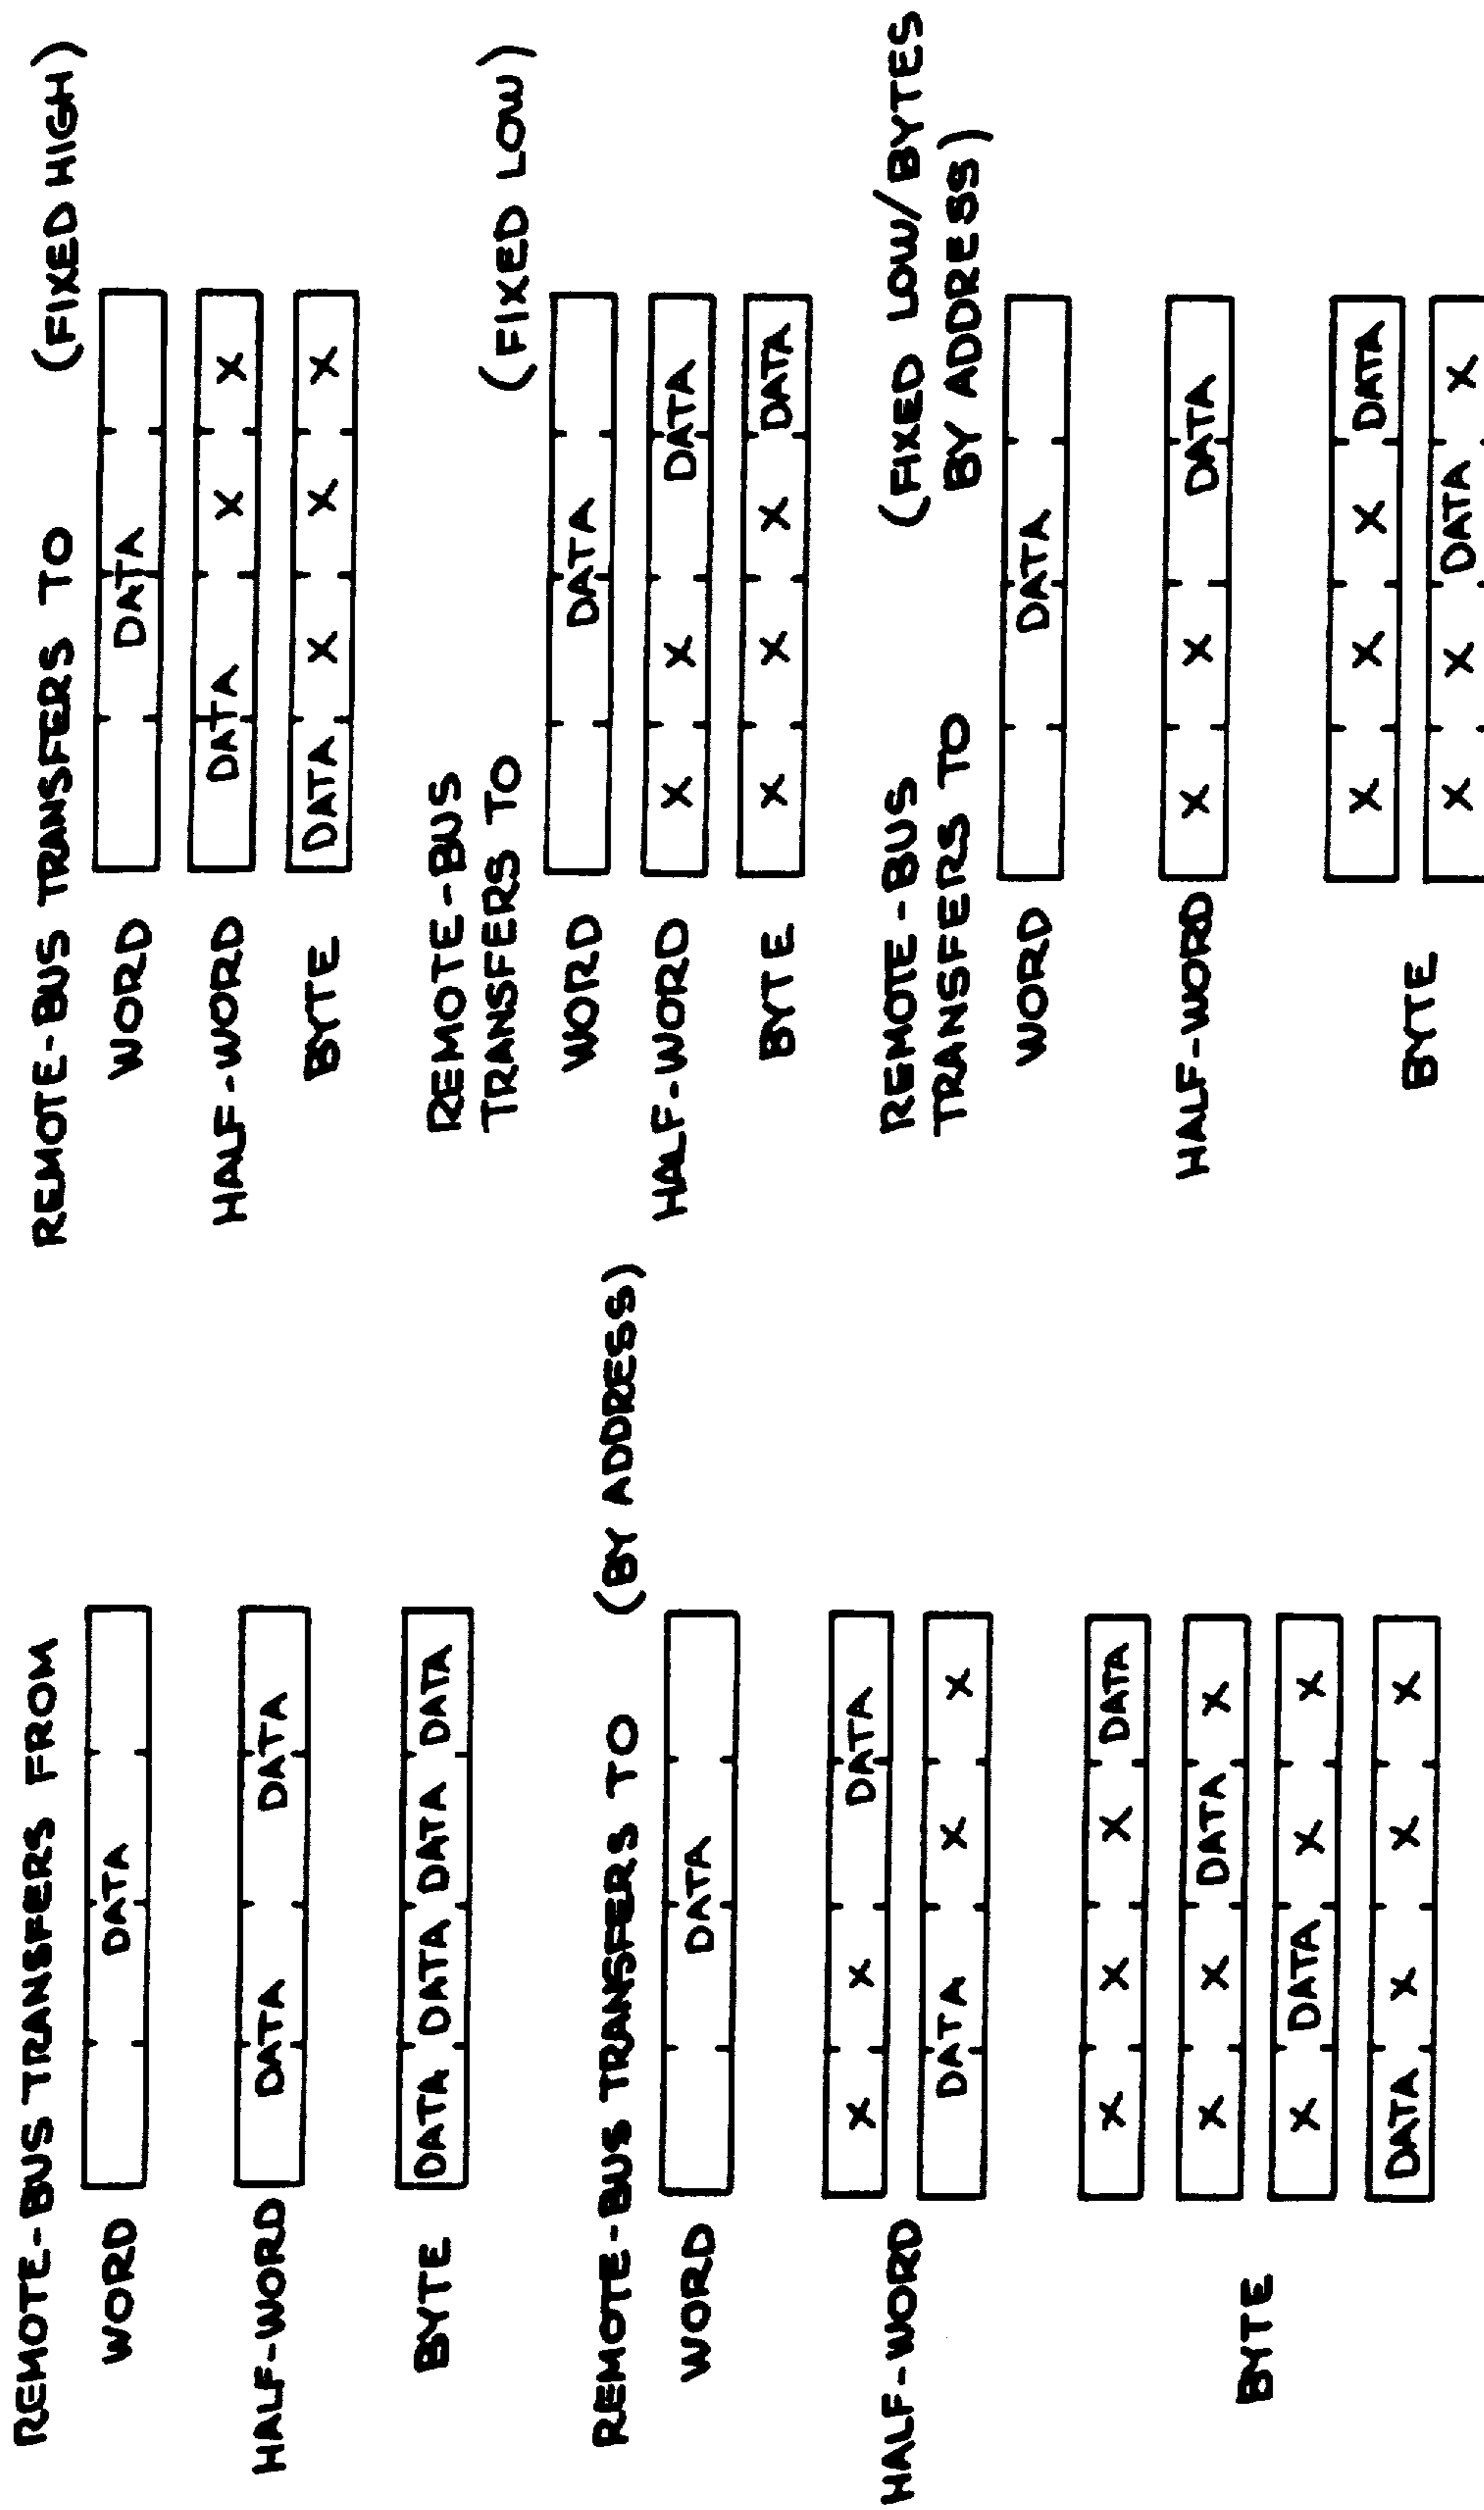 REMOTE-BUS TRANSFERS FROM
WORD
DATA
HALF-WORD
DATA DATA
BYTE
DATA DATA DATA DATA
REMOTE-BUS TRANSFERS TO (BY ADDRESS)
WORD
DATA
HALF-WORD
X X DATA
DATA X X
BYTE
X X X DATA
X X DATA X
X DATA X X
DATA X X X
REMOTE-BUS TRANSFERS TO (FIXED HIGH)
WORD
DATA
HALF-WORD
DATA X X
BYTE
DATA X X X
REMOTE-BUS
TRANSFERS TO (FIXED LOW)
WORD
DATA
HALF-WORD
X X DATA
BYTE
X X X DATA
REMOTE-BUS (FIXED LOW/BYTES
TRANSFERS TO BY ADDRESS)
WORD
DATA
HALF-WORD
X X DATA
BYTE
X X X DATA
X X DATA X